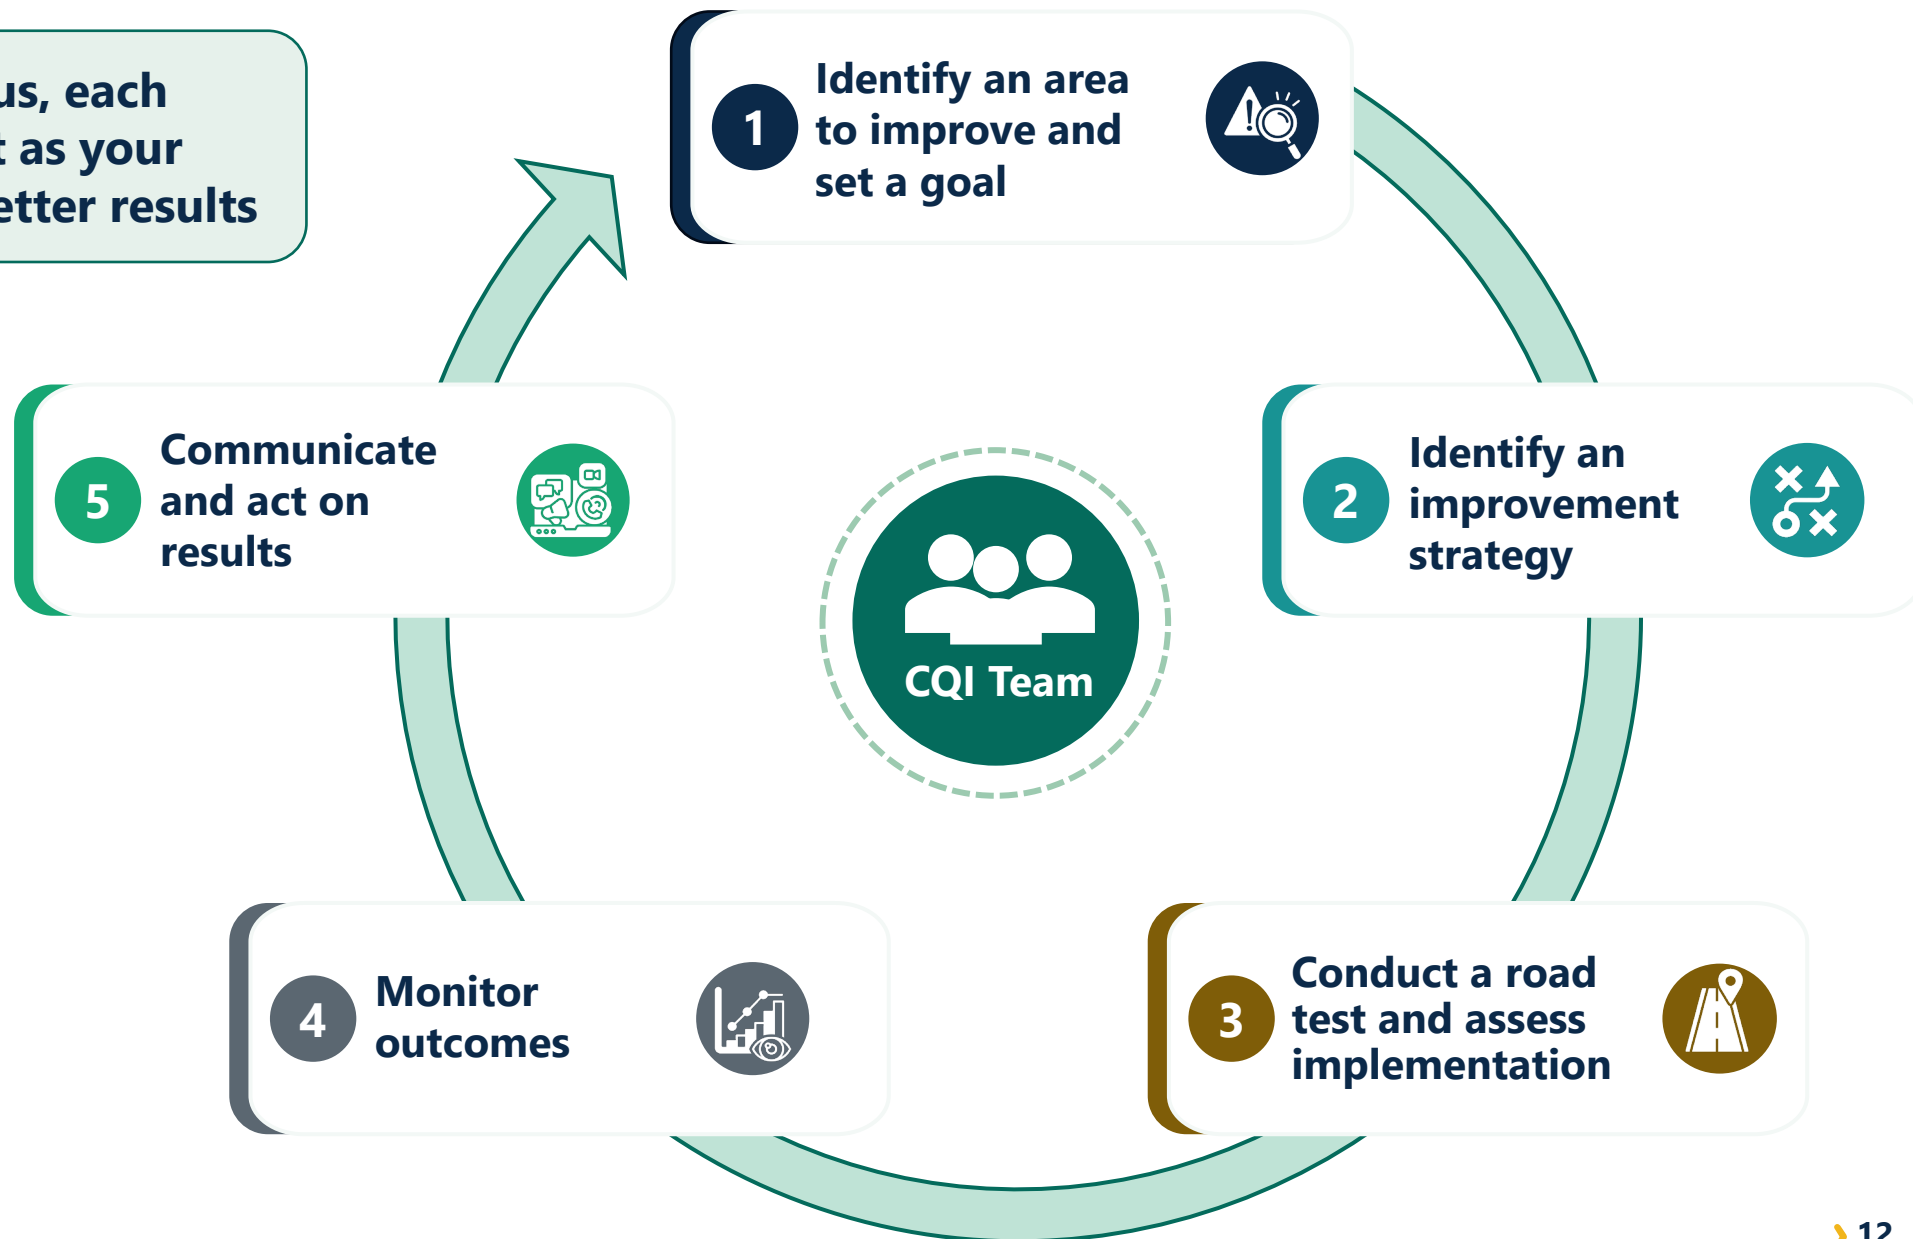 us, each
as your
better results
1
Identify an area
to improve and
set a goal
2
Identify an
improvement
strategy
3
Conduct a road
test and assess
implementation
4
Monitor
outcomes
5
Communicate
and act on
results
CQI Team
12